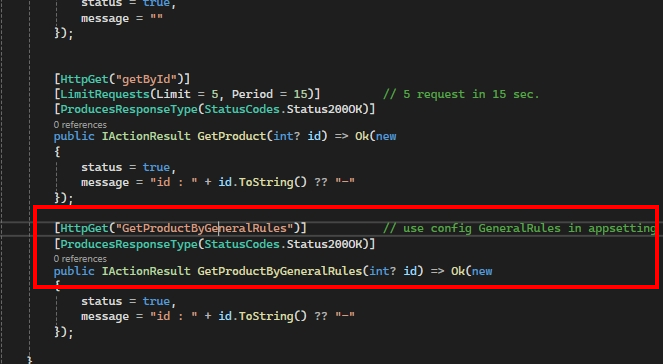 status = true,
message = ""
});
[HttpGet("getById")]
[LimitRequests(Limit = 5, Period = 15)] // 5 request in 15 sec.
[ProducesResponseType(StatusCodes.Status200OK)]
0 references
public IActionResult GetProduct(int? id) => Ok(new
{
status = true,
message = "id : " + id.ToString() ?? "-"
});
[HttpGet("GetProductByGeneralRules")] // use config GeneralRules in appsetting
[ProducesResponseType(StatusCodes.Status200OK)]
0 references
public IActionResult GetProductByGeneralRules(int? id) => Ok(new
{
status = true,
message = "id : " + id.ToString() ?? "-"
});
}